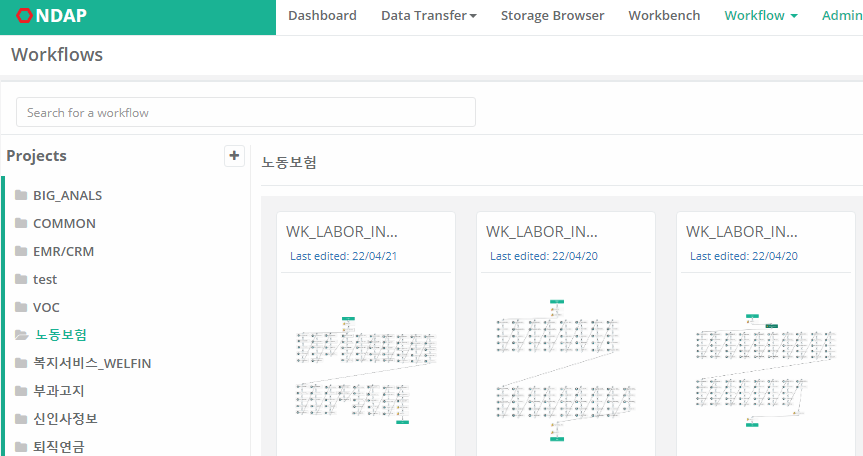 NDAP
Dashboard Data Transfer Storage Browser Workbench Workflow Admin
Workflows
Search for a workflow
Projects
+
노동보험
BIG_ANALS
COMMON
EMR/CRM
test
VOC
노동보험
복지서비스_WELFIN
부과고지
신인사정보
퇴직연금
WK_LABOR_IN...
Last edited: 22/04/21
WK_LABOR_IN...
Last edited: 22/04/20
WK_LABOR_IN...
Last edited: 22/04/20